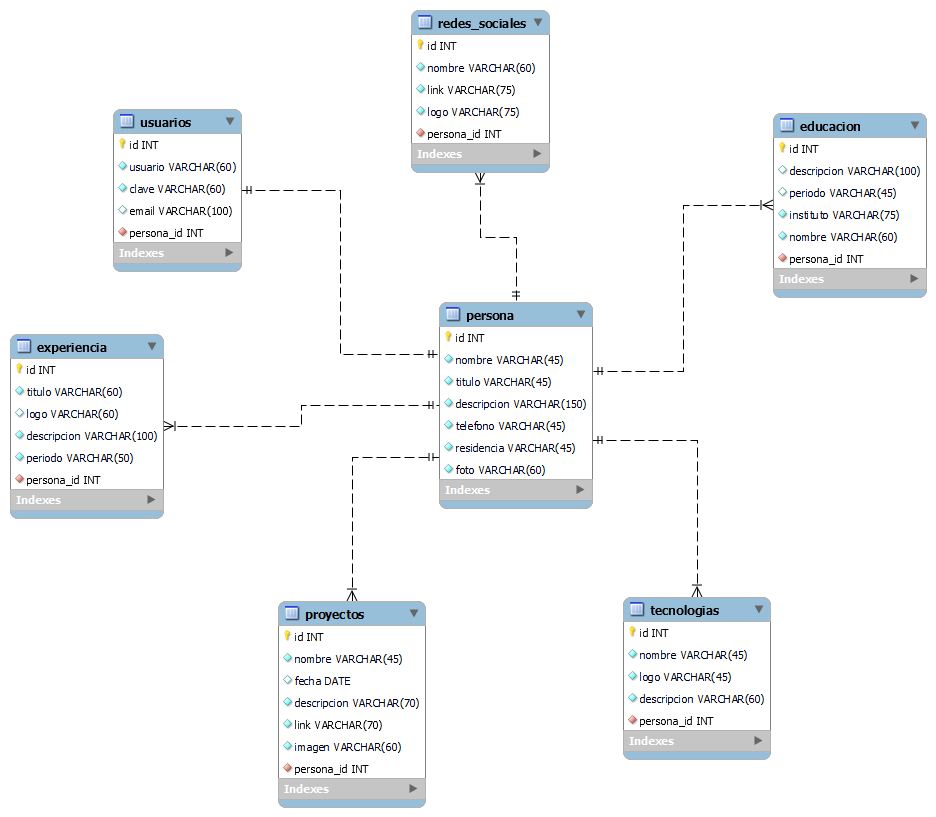 redes_sociales
id INT
nombre VARCHAR(60)
link VARCHAR(75)
logo VARCHAR(75)
persona_id INT
Indexes
usuarios
id INT
usuario VARCHAR(60)
clave VARCHAR(60)
email VARCHAR(100)
persona_id INT
Indexes
educacion
id INT
descripcion VARCHAR(100)
periodo VARCHAR(45)
instituto VARCHAR(75)
nombre VARCHAR(60)
persona_id INT
Indexes
persona
id INT
nombre VARCHAR(45)
titulo VARCHAR(45)
descripcion VARCHAR(150)
telefono VARCHAR(45)
residencia VARCHAR(45)
foto VARCHAR(60)
Indexes
experiencia
id INT
titulo VARCHAR(60)
logo VARCHAR(60)
descripcion VARCHAR(100)
periodo VARCHAR(50)
persona_id INT
Indexes
proyectos
id INT
nombre VARCHAR(45)
fecha DATE
descripcion VARCHAR(70)
link VARCHAR(70)
imagen VARCHAR(60)
persona_id INT
Indexes
tecnologias
id INT
nombre VARCHAR(45)
logo VARCHAR(45)
descripcion VARCHAR(60)
persona_id INT
Indexes